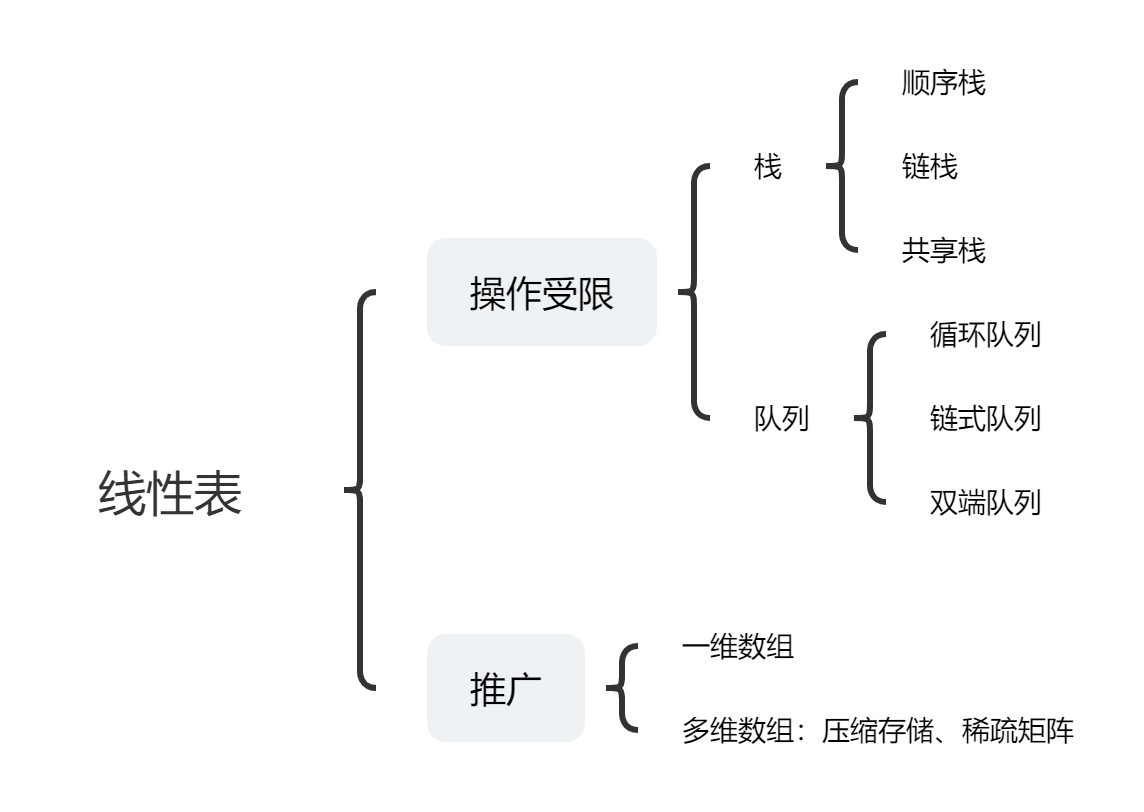 线性表
操作受限
栈
顺序栈
链栈
共享栈
队列
循环队列
链式队列
双端队列
推广
一维数组
多维数组：压缩存储、稀疏矩阵